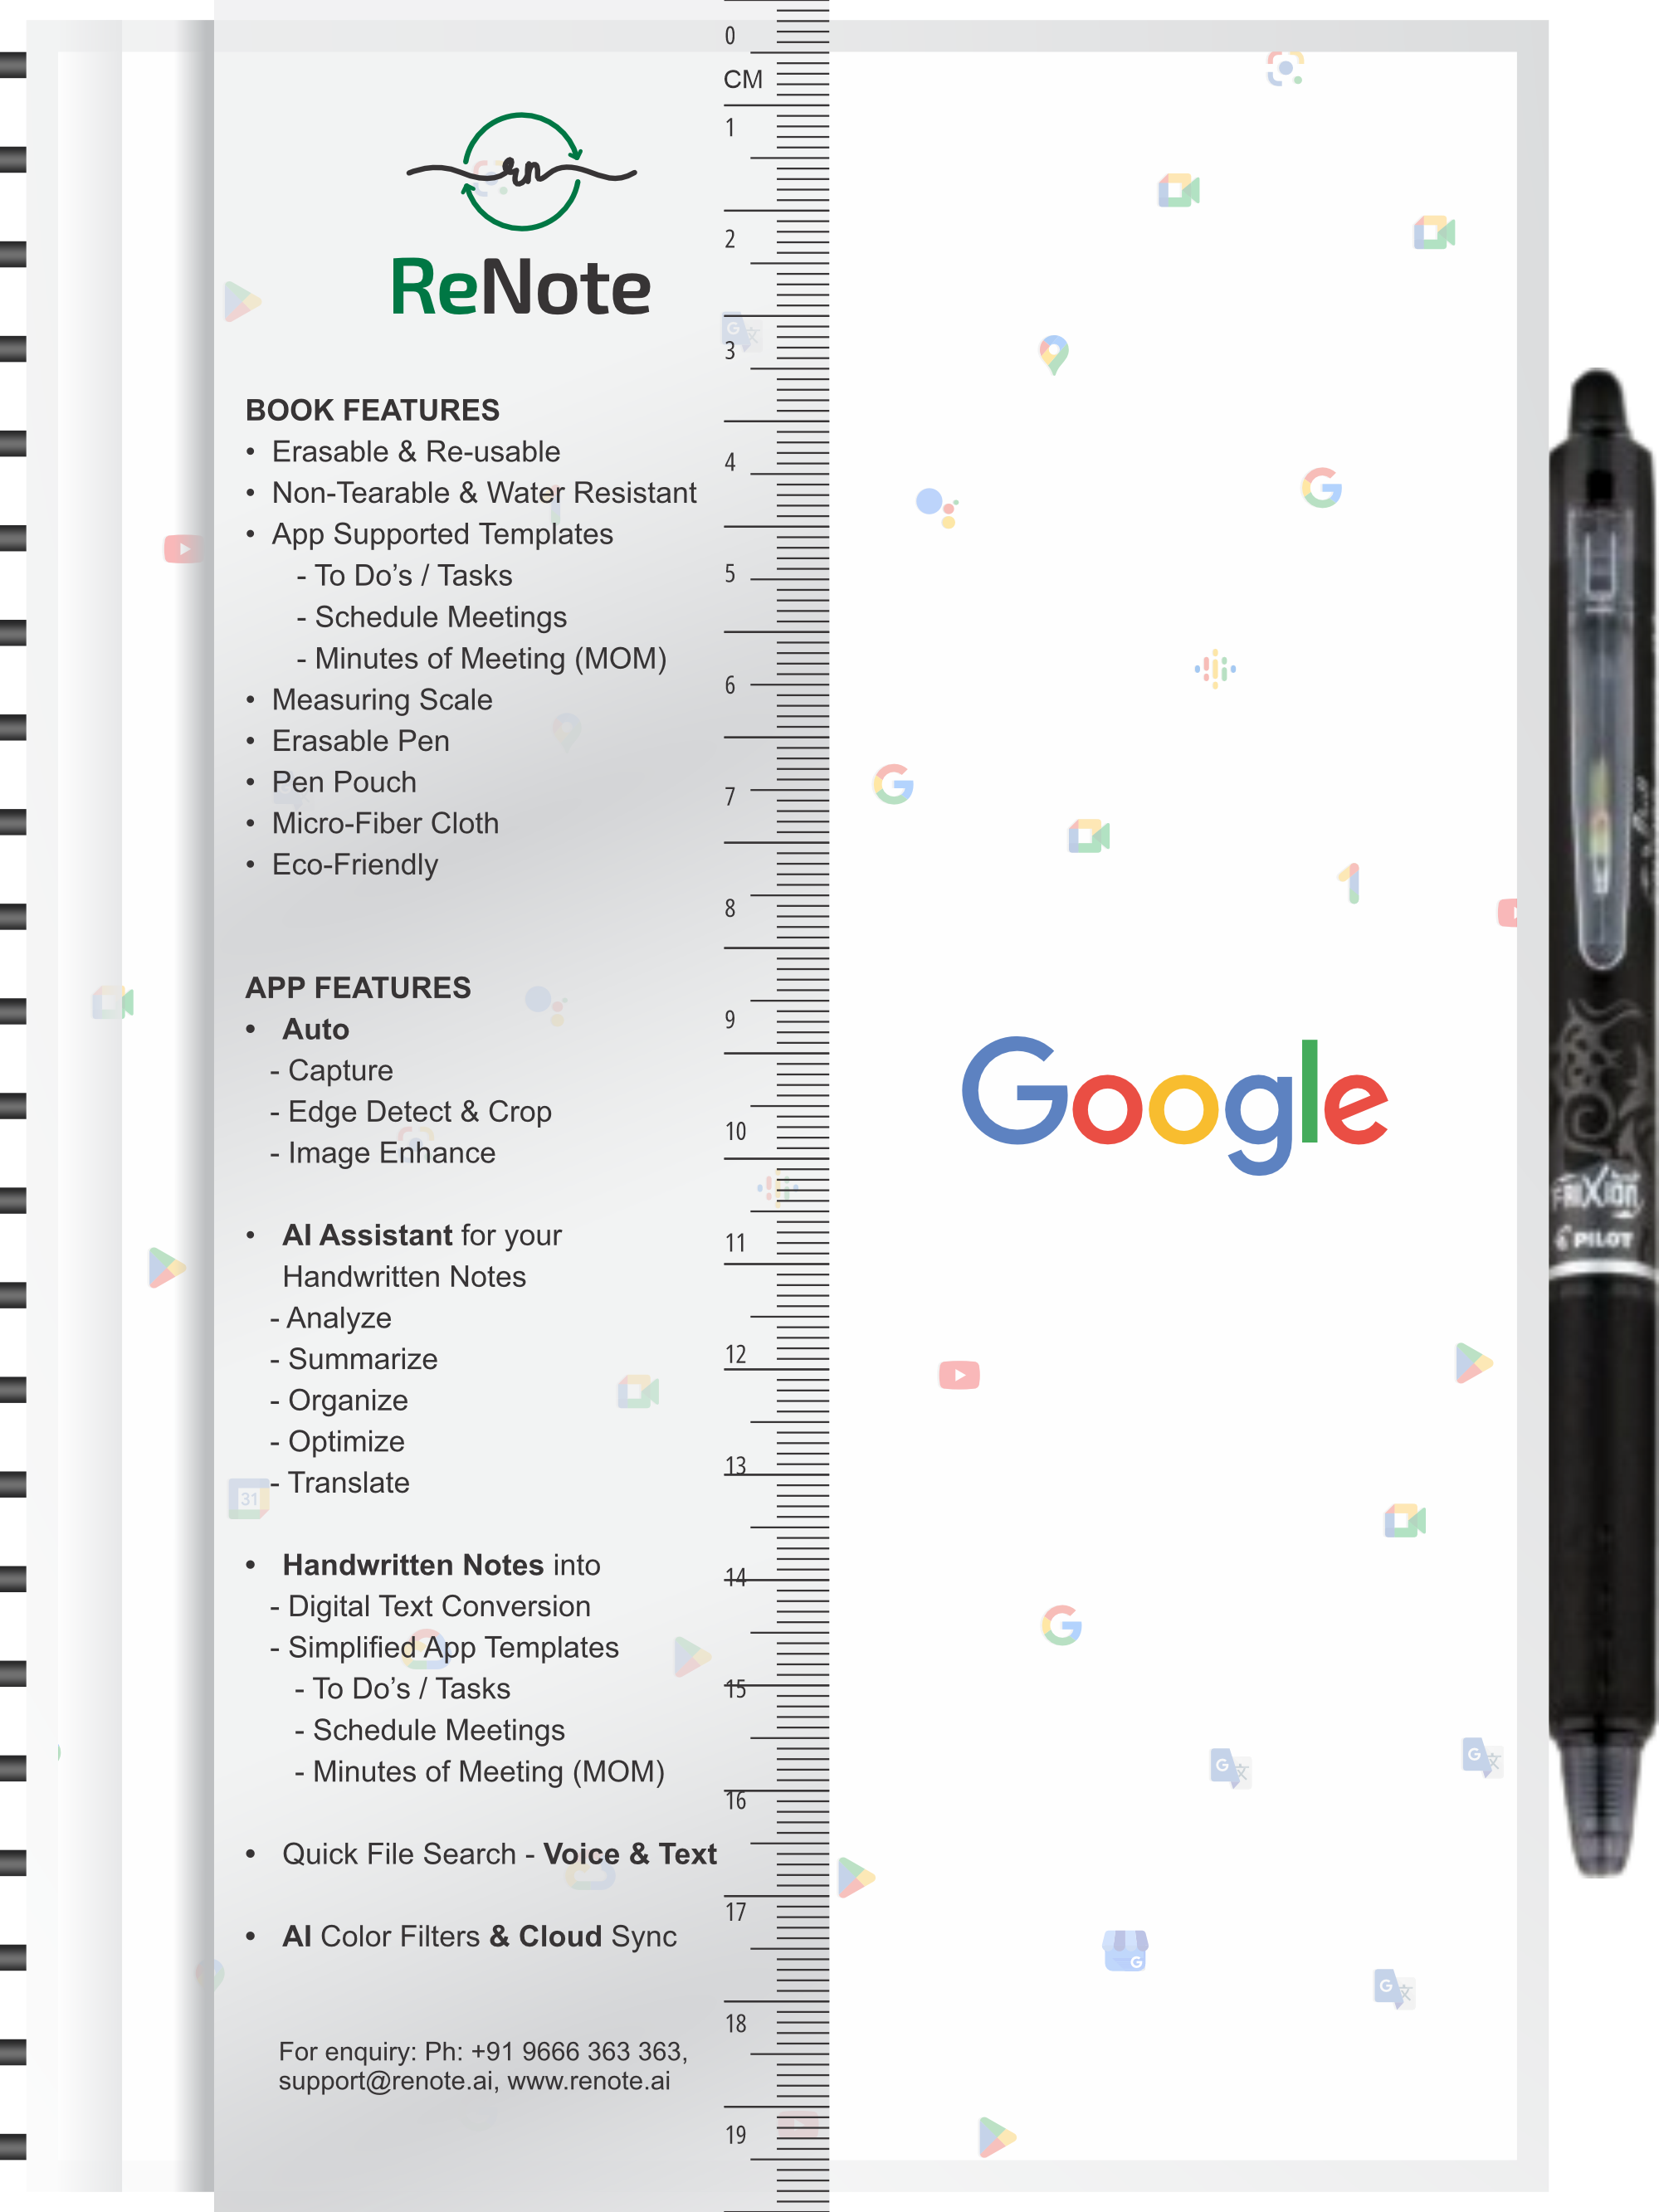 rn
ReNote
BOOK FEATURES
• Erasable & Re-usable
• Non-Tearable & Water Resistant
• App Supported Templates
- To Do’s / Tasks
- Schedule Meetings
- Minutes of Meeting (MOM)
• Measuring Scale
• Erasable Pen
• Pen Pouch
• Micro-Fiber Cloth
• Eco-Friendly
APP FEATURES
• Auto
- Capture
- Edge Detect & Crop
- Image Enhance
• AI Assistant for your
Handwritten Notes
- Analyze
- Summarize
- Organize
- Optimize
- Translate
• Handwritten Notes into
- Digital Text Conversion
- Simplified App Templates
- To Do’s / Tasks
- Schedule Meetings
- Minutes of Meeting (MOM)
• Quick File Search - Voice & Text
• AI Color Filters & Cloud Sync
For enquiry: Ph: +91 9666 363 363,
support@renote.ai, www.renote.ai
0
CM
1
2
3
4
5
6
7
8
9
10
11
12
13
14
15
16
17
18
19
31
Google
FRIXION
PILOT